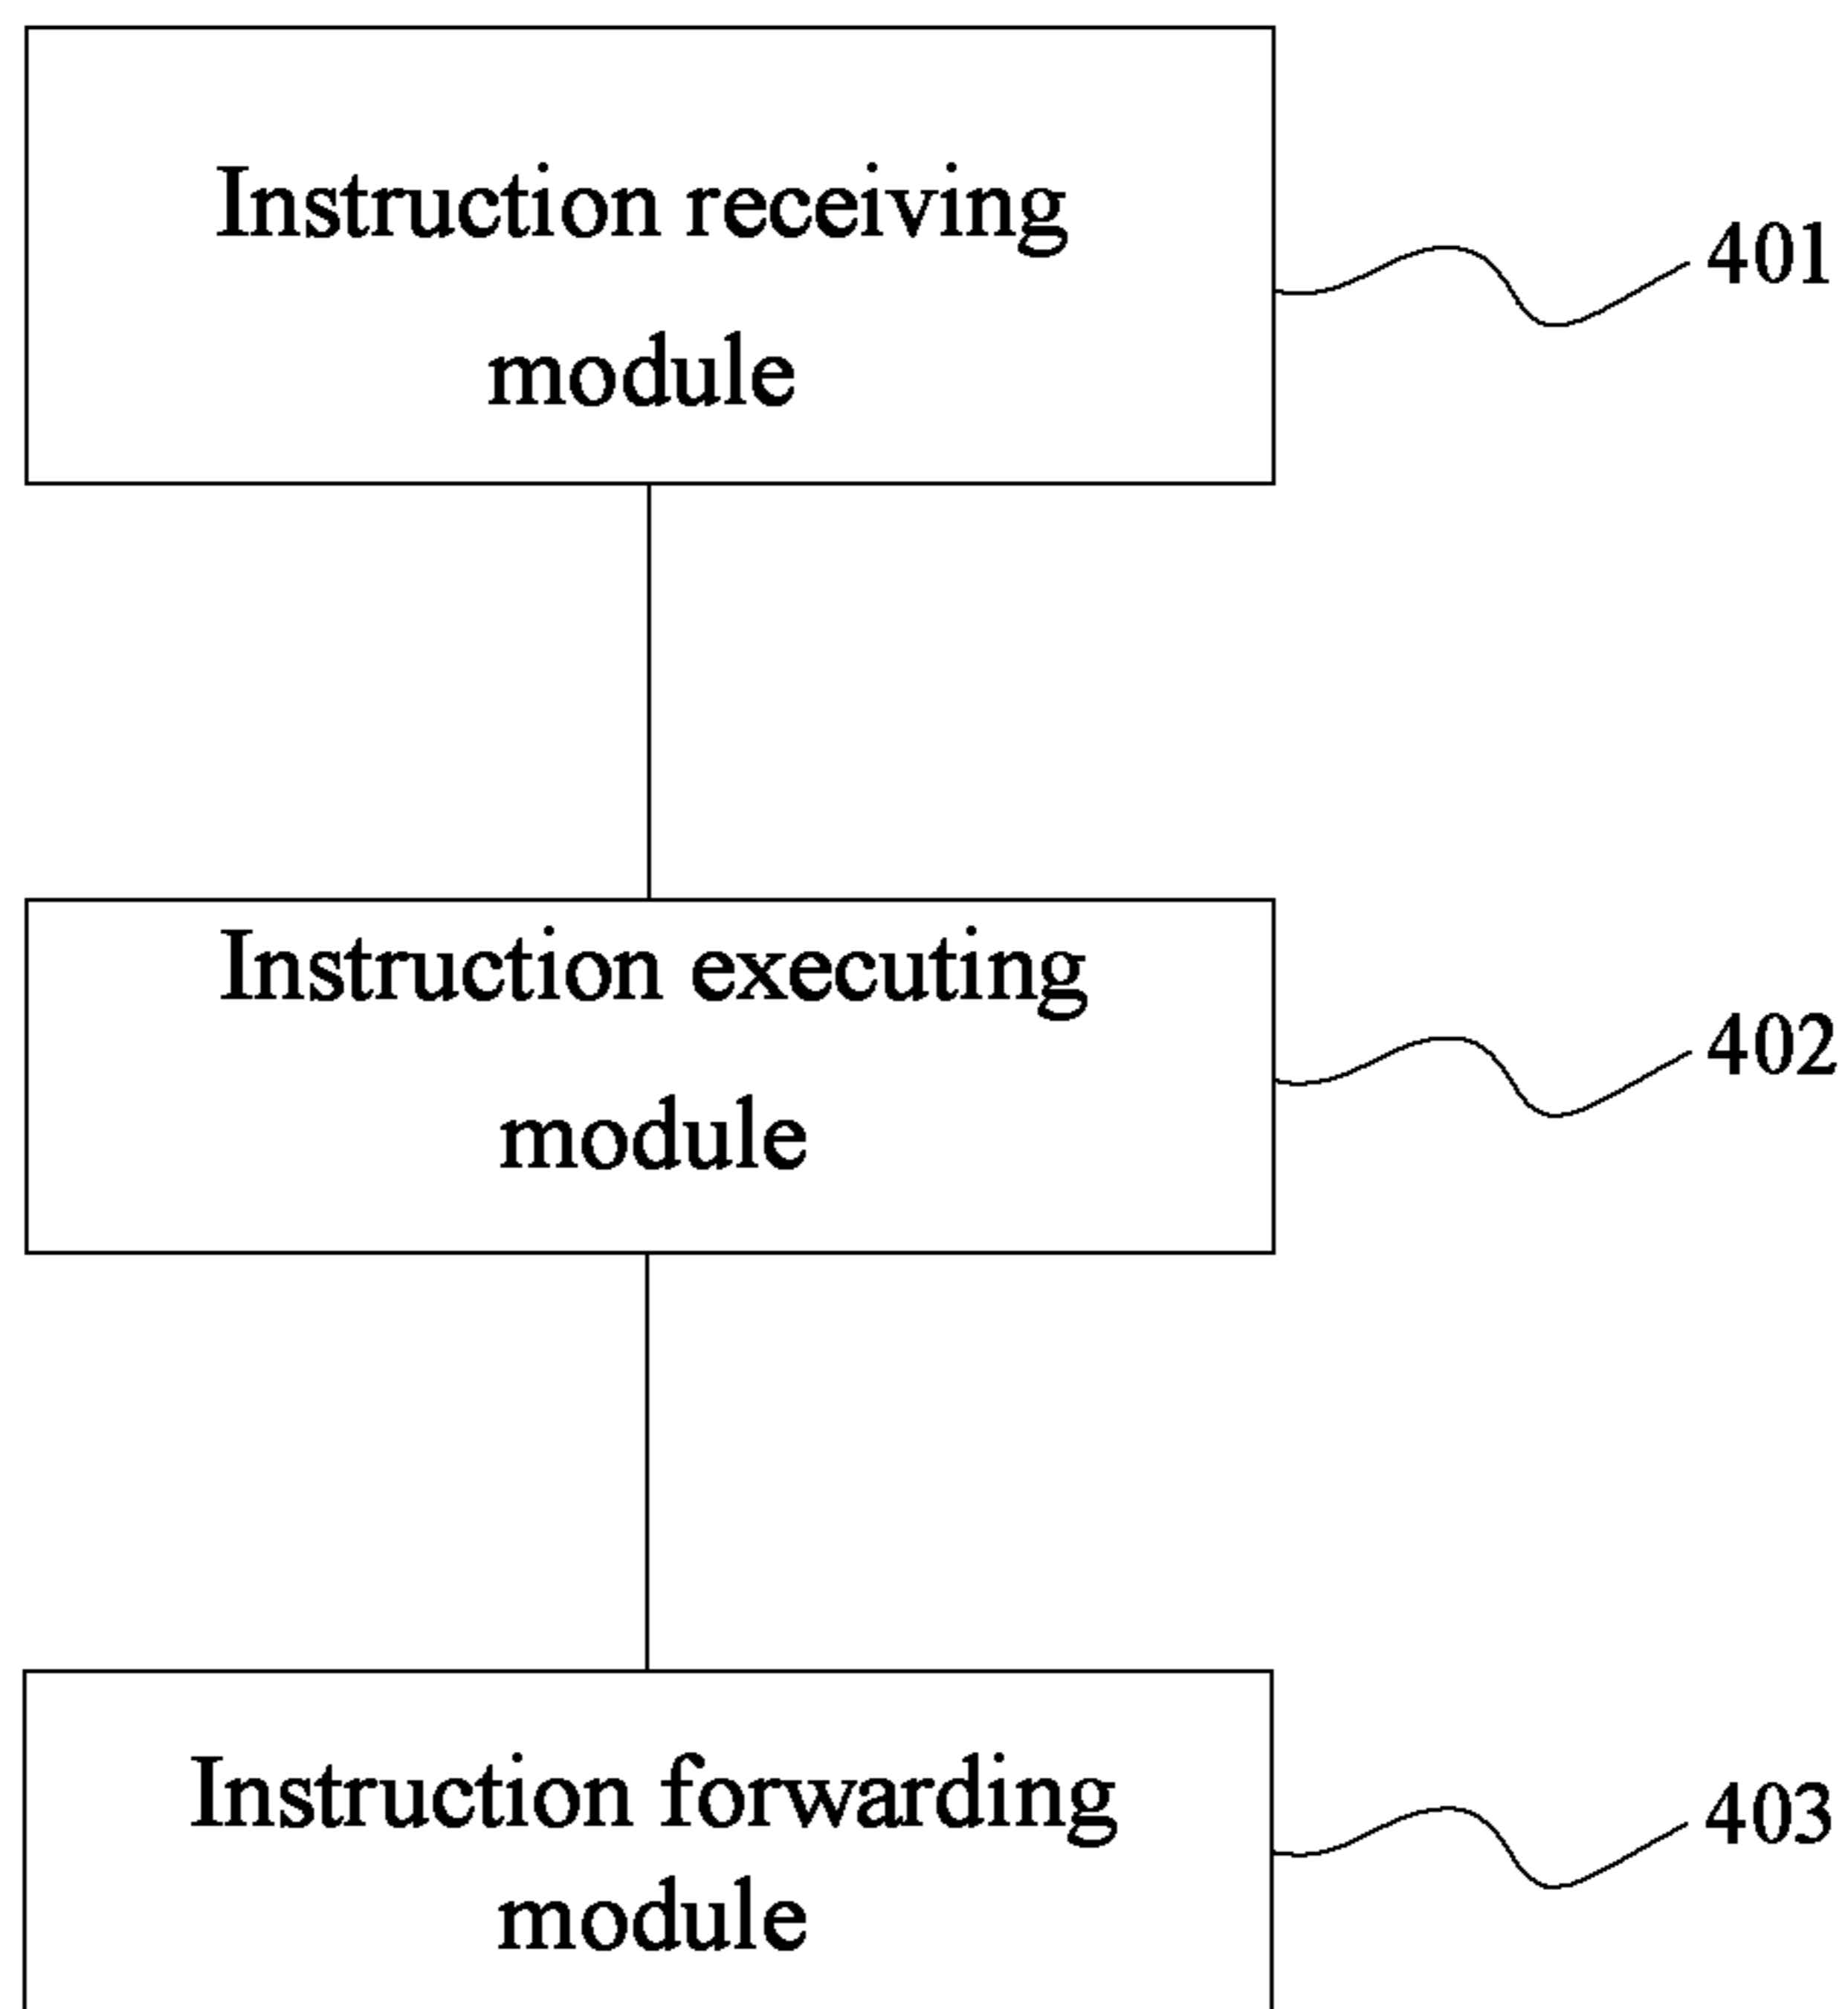 Instruction receiving
module
401
Instruction executing
module
402
Instruction forwarding
module
403